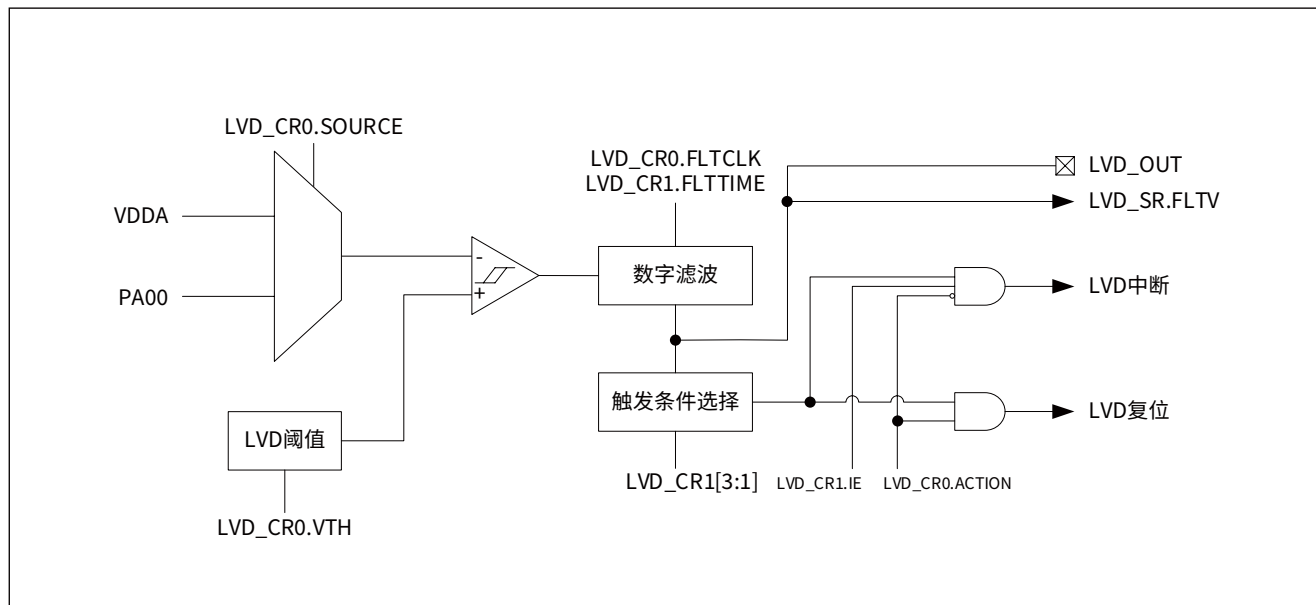 LVD_CR0.SOURCE
VDDA
PA00
-
+
LVD阈值
LVD_CR0.VTH
LVD_CR0.FLTCLK
LVD_CR1.FLTTIME
数字滤波
触发条件选择
LVD_CR1[3:1]
LVD_CR1.IE
LVD_CR0.ACTION
LVD_OUT
LVD_SR.FLTV
LVD中断
LVD复位